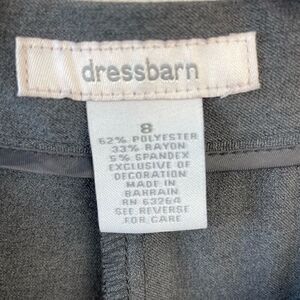 dressbarn
8
62% POLYESTER
33% RAYON
5% SPANDEX
EXCLUSIVE OF
DECORATION
MADE IN
BAHRAIN
RN 63264
SEE REVERSE
FOR CARE